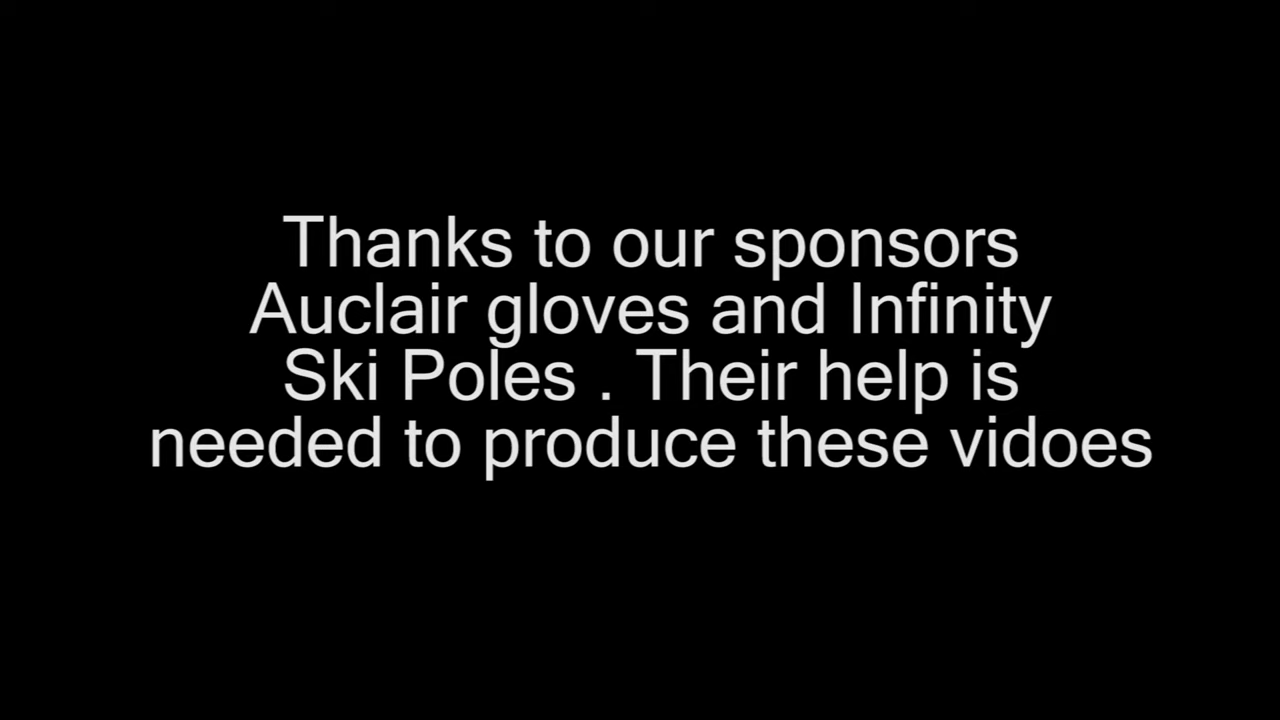 Thanks to our sponsors
Auclair gloves and Infinity
Ski Poles . Their help is
needed to produce these vidoes